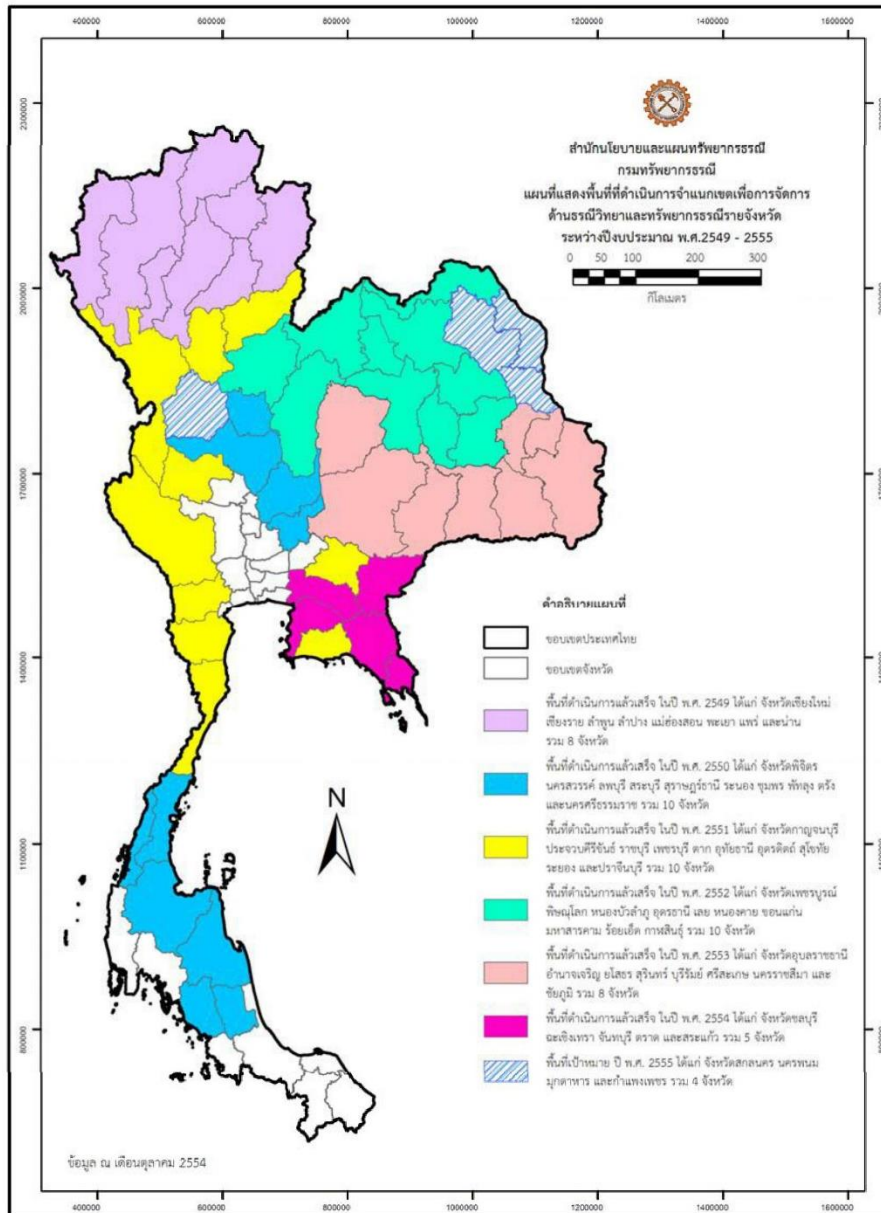 400000 600000 800000 1000000 1200000 1400000 1600000
2300000
2000000
1700000
1400000
1100000
800000
สำนักนโยบายและแผนทรัพยากรธรณี
กรมทรัพยากรธรณี
แผนที่แสดงพื้นที่ที่ดำเนินการจำแนกเขตเพื่อการจัดการ
ด้านธรณีวิทยาและทรัพยากรธรณีรายจังหวัด
ระหว่างปีงบประมาณ พ.ศ.2549 - 2555
0 50 100 200 300
กิโลเมตร
N
คำอธิบายแผนที่
ขอบเขตประเทศไทย
ขอบเขตจังหวัด
พื้นที่ดำเนินการแล้วเสร็จ ในปี พ.ศ. 2549 ได้แก่ จังหวัดเชียงใหม่
เชียงราย ลำพูน ลำปาง แม่ฮ่องสอน พะเยา แพร่ และน่าน
รวม 8 จังหวัด
พื้นที่ดำเนินการแล้วเสร็จ ในปี พ.ศ. 2550 ได้แก่ จังหวัดพิจิตร
นครสวรรค์ ลพบุรี สระบุรี สุราษฎร์ธานี ระนอง ชุมพร พัทลุง ตรัง
และนครศรีธรรมราช รวม 10 จังหวัด
พื้นที่ดำเนินการแล้วเสร็จ ในปี พ.ศ. 2551 ได้แก่ จังหวัดกาญจนบุรี
ประจวบคีรีขันธ์ ราชบุรี เพชรบุรี ตาก อุทัยธานี อุตรดิตถ์ สุโขทัย
ระยอง และปราจีนบุรี รวม 10 จังหวัด
พื้นที่ดำเนินการแล้วเสร็จ ในปี พ.ศ. 2552 ได้แก่ จังหวัดเพชรบูรณ์
พิษณุโลก หนองบัวลำภู อุดรธานี เลย หนองคาย ขอนแก่น
มหาสารคาม ร้อยเอ็ด กาฬสินธุ์ รวม 10 จังหวัด
พื้นที่ดำเนินการแล้วเสร็จ ในปี พ.ศ. 2553 ได้แก่ จังหวัดอุบลราชธานี
อำนาจเจริญ ยโสธร สุรินทร์ บุรีรัมย์ ศรีสะเกษ นครราชสีมา และ
ชัยภูมิ รวม 8 จังหวัด
พื้นที่ดำเนินการแล้วเสร็จ ในปี พ.ศ. 2554 ได้แก่ จังหวัดชลบุรี
ฉะเชิงเทรา จันทบุรี ตราด และสระแก้ว รวม 5 จังหวัด
พื้นที่เป้าหมาย ปี พ.ศ. 2555 ได้แก่ จังหวัดสกลนคร นครพนม
มุกดาหาร และกำแพงเพชร รวม 4 จังหวัด
ข้อมูล ณ เดือนตุลาคม 2554
400000 600000 800000 1000000 1200000 1400000 1600000